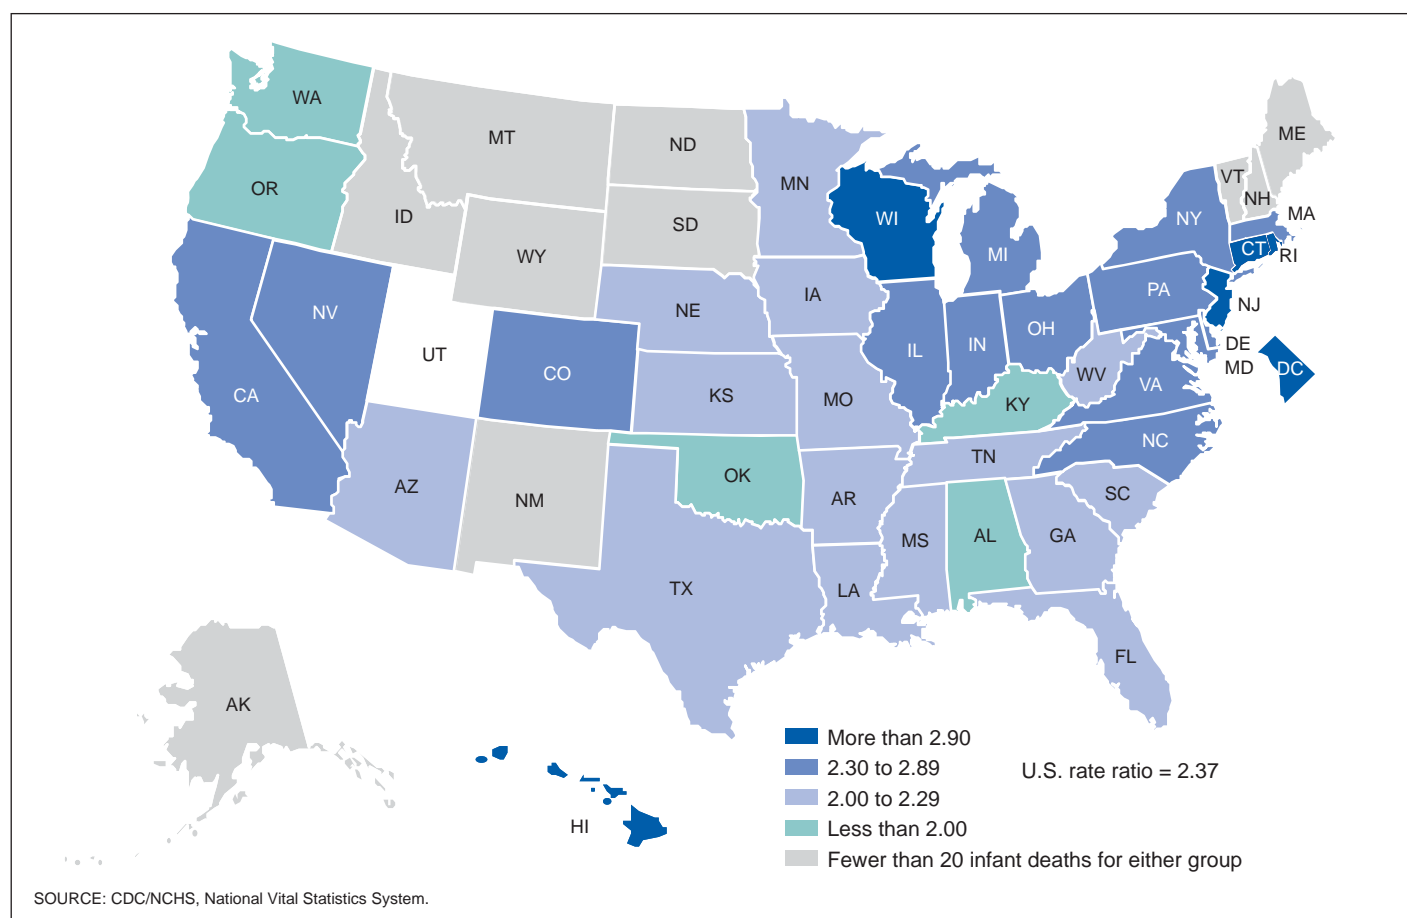 WA
MT
ND
ME
OR
ID
SD
WY
MN
WI
MI
NY
VT
NH
MA
CT
RI
NV
UT
CO
NE
IA
IL
IN
OH
PA
NJ
DE
MD
DC
CA
KS
MO
KY
WV
VA
AZ
NM
OK
AR
TN
NC
SC
TX
LA
MS
AL
GA
FL
AK
HI
More than 2.90
2.30 to 2.89
U.S. rate ratio = 2.37
2.00 to 2.29
Less than 2.00
Fewer than 20 infant deaths for either group
SOURCE: CDC/NCHS, National Vital Statistics System.